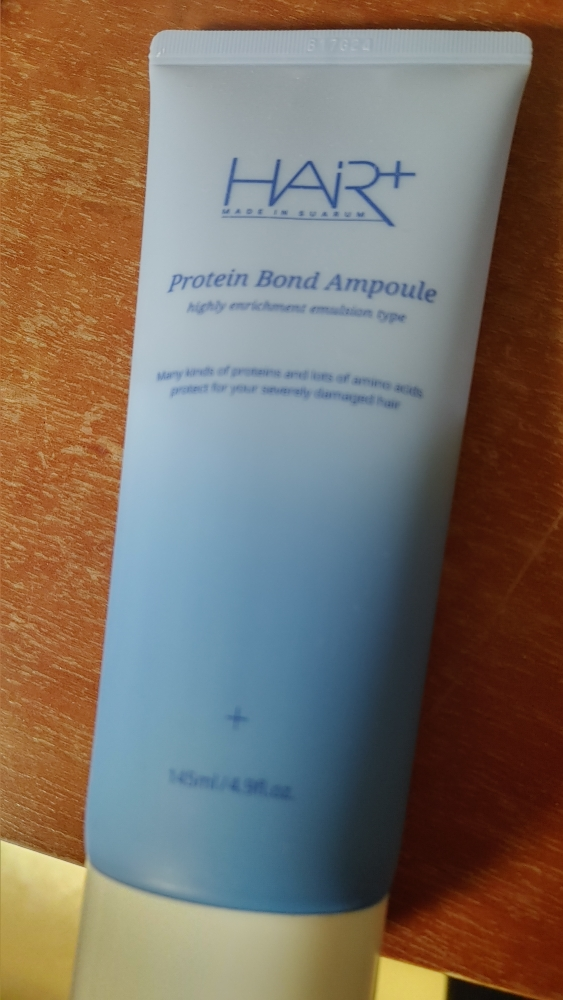 HAiR+
MADE IN SUARUM
Protein Bond Ampoule
highly enrichment emulsion type
Many kinds of proteins and lots of amino acids
protect for your severely damaged hair
+
145ml/4.9fl.oz.